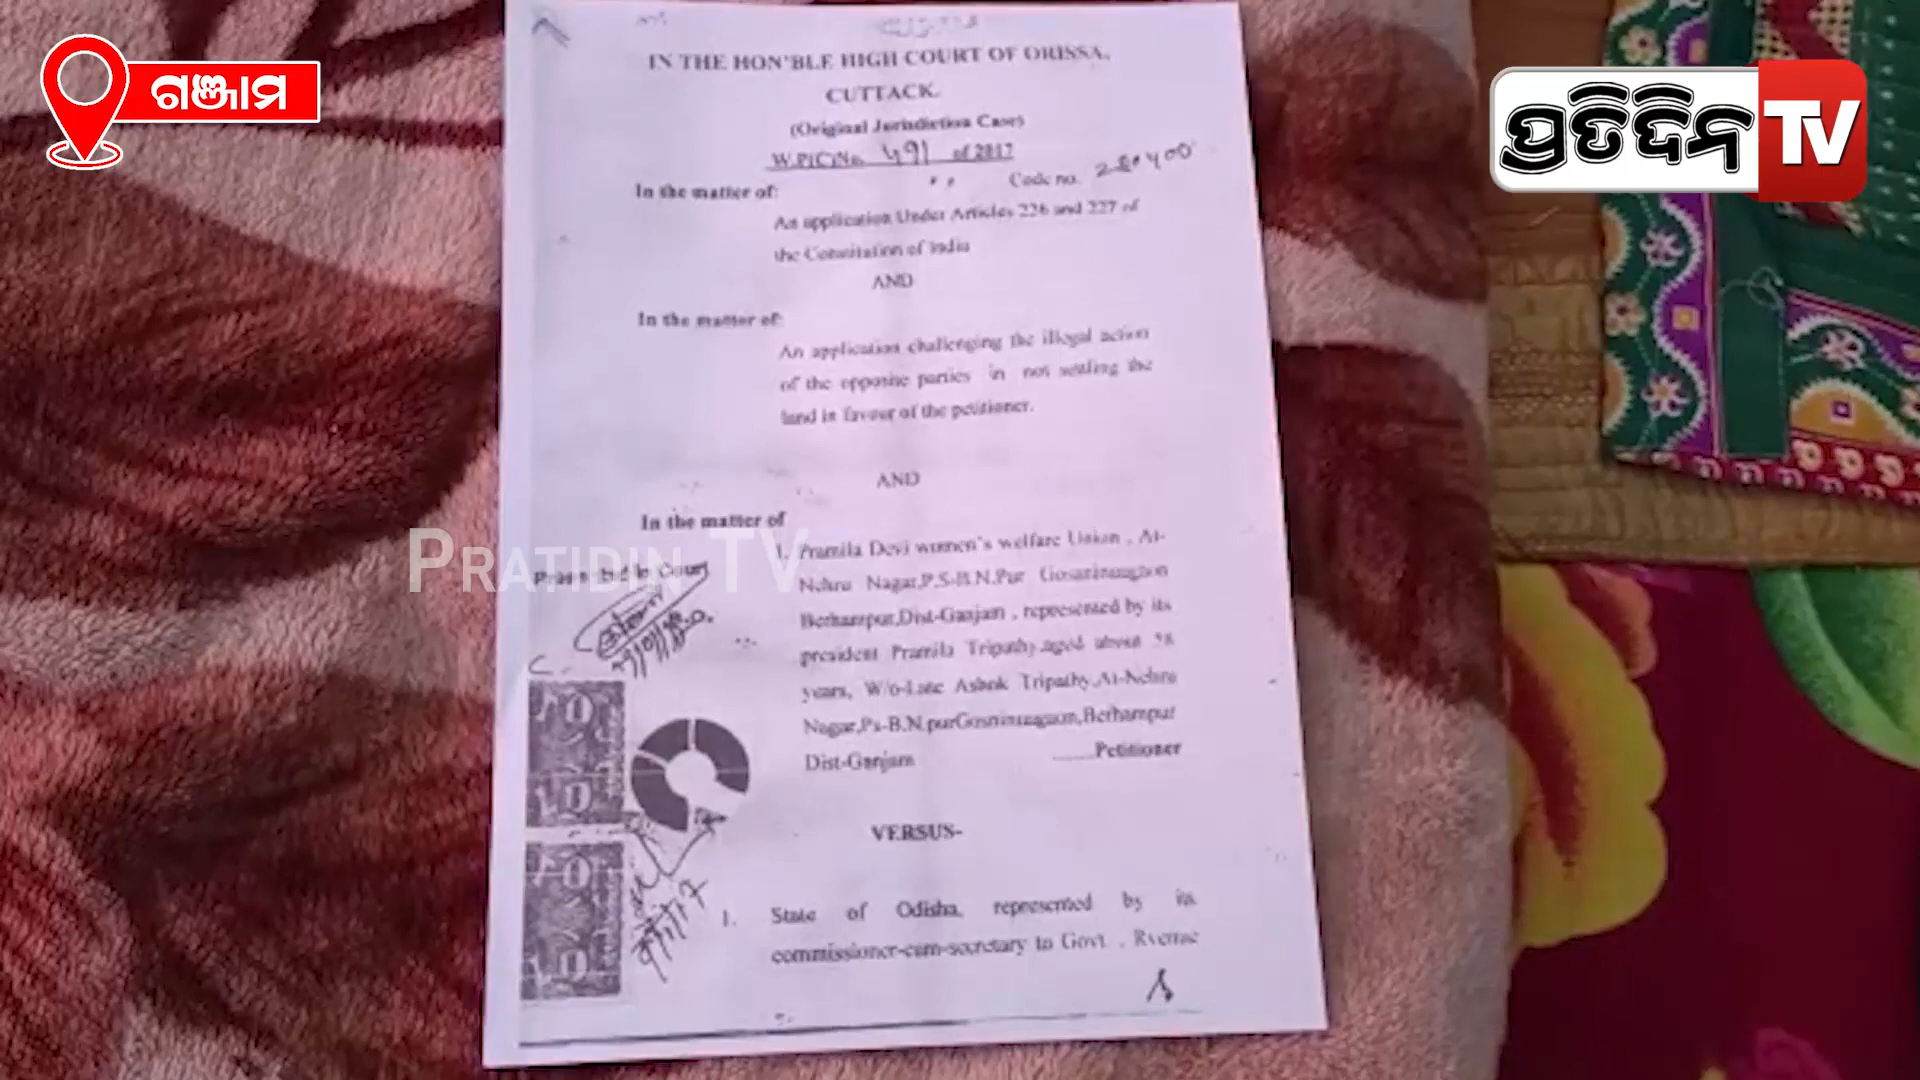 ଗଞ୍ଜାମ
ପ୍ରତିଦିନ TV
IN THE HON'BLE HIGH COURT OF ORISSA,
CUTTACK.
(Original Jurisdiction Case)
W.P(C)No. 491 of 2017
Code no.
In the matter of:
An application Under Articles 226 and 227 of
the Constitution of India
AND
In the matter of:
An application challenging the illegal action
of the opposite parties in not settling the
land in favour of the petitioner.
AND
In the matter of
1. Pramila Devi women's welfare Union , At-
Nehru Nagar,P.S-B.N.Pur
Berhampur,Dist-Ganjam , represented by its
president Pramila Tripathy,aged about
years, W/o-Late Ashok Tripathy,At-Nehru
Nagar,Ps-B.N.pur ,Berhampur
Dist-Ganjam ........Petitioner
PRATIDIN TV
Presented in Court
VERSUS-
1. State of Odisha, represented by its
commissioner-cum-secretary to Govt.,